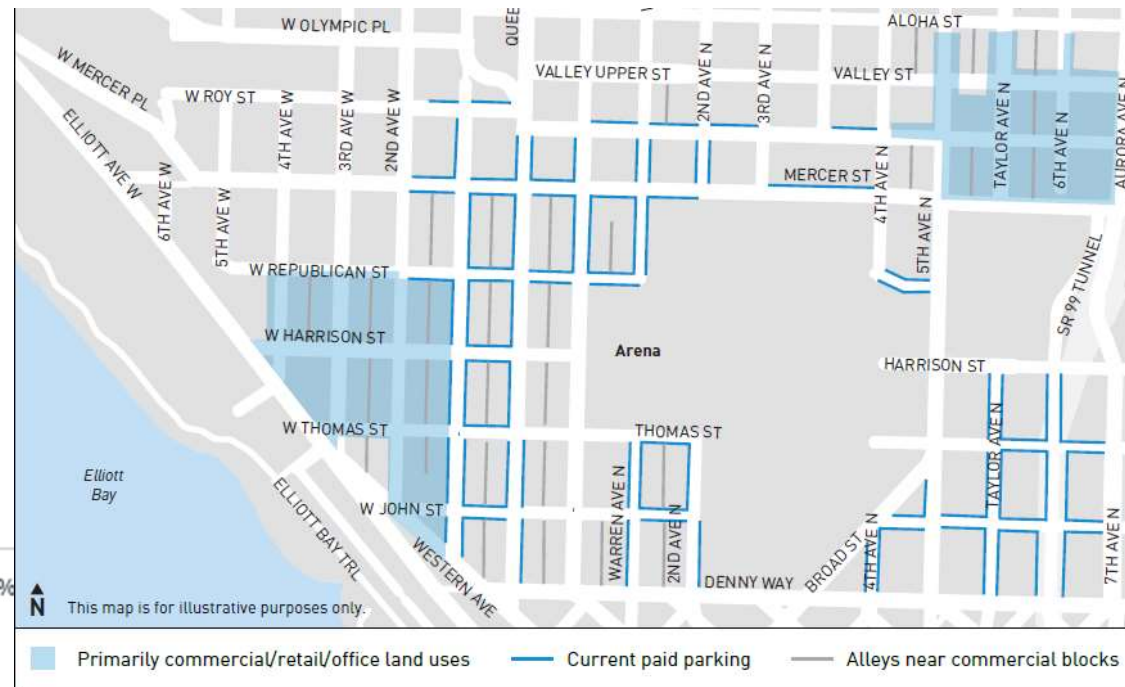 ALOHA ST
W OLYMPIC PL
QUEE
VALLEY UPPER ST
VALLEY ST
W MERCER PL
W ROY ST
2ND AVE N
3RD AVE N
TAYLOR AVE N
6TH AVE N
AURORA AVE N
ELLIOTT AVE W
4TH AVE W
3RD AVE W
2ND AVE W
MERCER ST
4TH AVE N
6TH AVE W
5TH AVE W
5TH AVE N
W REPUBLICAN ST
SR 99 TUNNEL
W HARRISON ST
Arena
HARRISON ST
TAYLOR AVE N
W THOMAS ST
THOMAS ST
Elliott
Bay
ELLIOTT BAY TRL
W JOHN ST
WESTERN AVE
WARREN AVE N
2ND AVE N
DENNY WAY
BROAD ST
4TH AVE N
7TH AVE N
%
N
This map is for illustrative purposes only.
Primarily commercial/retail/office land uses
Current paid parking
Alleys near commercial blocks